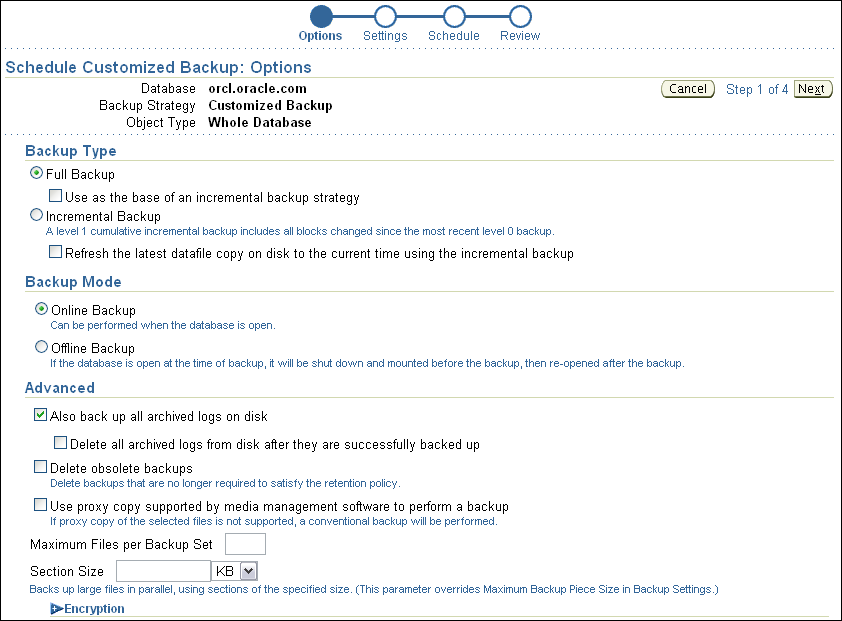 Options Settings Schedule Review
Schedule Customized Backup: Options
Database orcl.oracle.com
Cancel Step 1 of 4 Next
Backup Strategy Customized Backup
Object Type Whole Database
Backup Type
Full Backup
Use as the base of an incremental backup strategy
Incremental Backup
A level 1 cumulative incremental backup includes all blocks changed since the most recent level 0 backup.
Refresh the latest datafile copy on disk to the current time using the incremental backup
Backup Mode
Online Backup
Can be performed when the database is open.
Offline Backup
If the database is open at the time of backup, it will be shut down and mounted before the backup, then re-opened after the backup.
Advanced
Also back up all archived logs on disk
Delete all archived logs from disk after they are successfully backed up
Delete obsolete backups
Delete backups that are no longer required to satisfy the retention policy.
Use proxy copy supported by media management software to perform a backup
If proxy copy of the selected files is not supported, a conventional backup will be performed.
Maximum Files per Backup Set
Section Size KB
Backs up large files in parallel, using sections of the specified size. (This parameter overrides Maximum Backup Piece Size in Backup Settings.)
Encryption